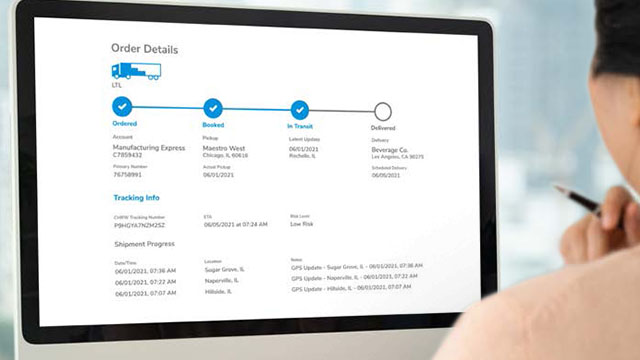 Order Details
LTL
Ordered
Booked
In Transit
Delivered
Account
Pickup
Latest Update
Delivery
Manufacturing Express
C7859432
Maestro West
Chicago, IL 60618
06/01/2021
Rochelle, IL
Beverage Co.
Los Angeles, CA 90275
Primary Number
76758991
Actual Pickup
06/01/2021
Scheduled Delivery
06/05/2021
Tracking Info
CHRW Tracking Number
ETA
Risk Level
P9HGYA7NZM2SZ
06/05/2021 at 07:24 AM
Low Risk
Shipment Progress
Date/Time
Location
Notes
06/01/2021, 07:36 AM
Sugar Grove, IL
GPS Update - Sugar Grove, IL - 06/01/2021, 07:36 AM
06/01/2021, 07:22 AM
Naperville, IL
GPS Update - Naperville, IL - 06/01/2021, 07:22 AM
06/01/2021, 07:07 AM
Hillside, IL
GPS Update - Hillside, IL - 06/01/2021, 07:07 AM